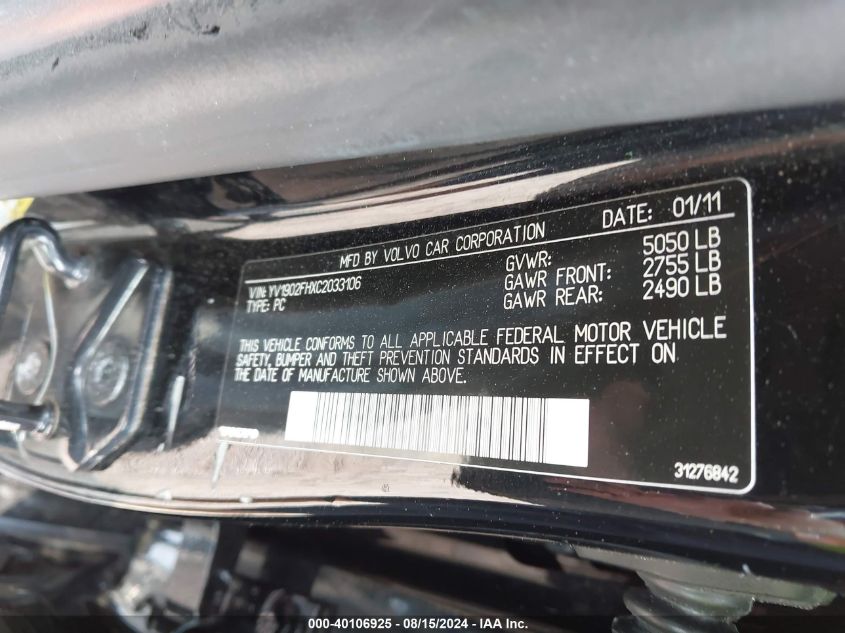 MFD BY VOLVO CAR CORPORATION DATE: 01/11
VIN: YV1902FHXC2033106
TYPE: PC
GVWR: 5050 LB
GAWR FRONT: 2755 LB
GAWR REAR: 2490 LB
THIS VEHICLE CONFORMS TO ALL APPLICABLE FEDERAL MOTOR VEHICLE
SAFETY, BUMPER AND THEFT PREVENTION STANDARDS IN EFFECT ON
THE DATE OF MANUFACTURE SHOWN ABOVE.
31276842
000-40106925 - 08/15/2024 - IAA Inc.